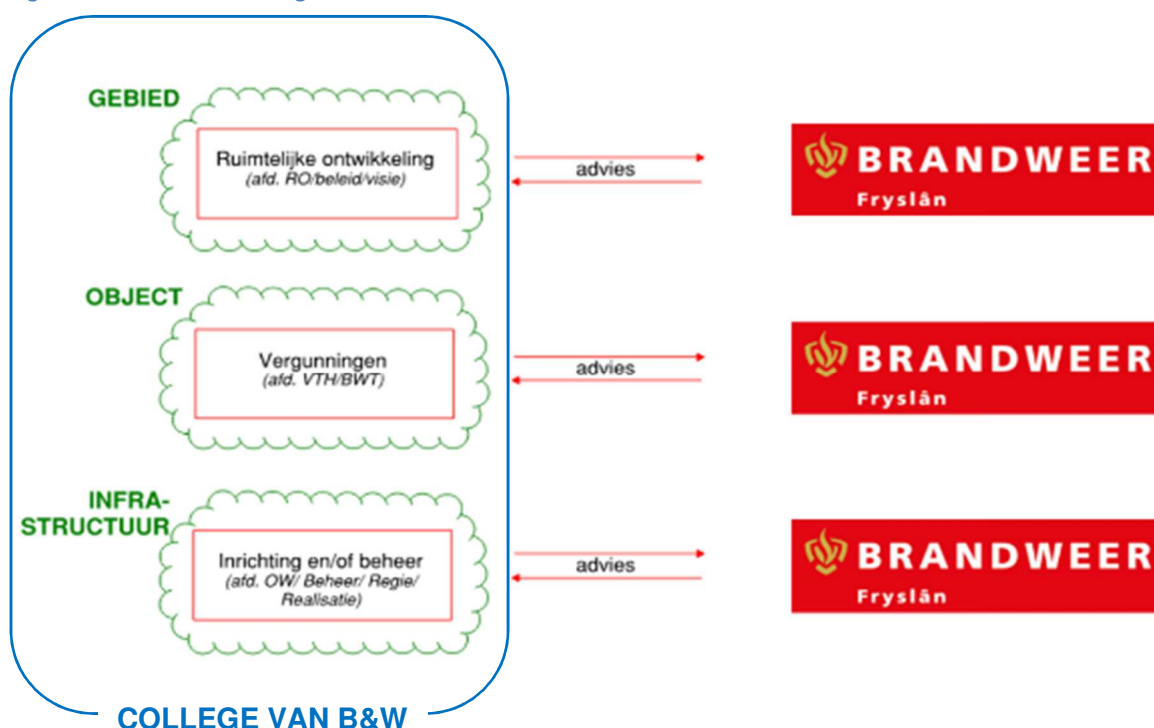 GEBIED
Ruimtelijke ontwikkeling
(afd. RO/beleid/visie)
advies
BRANDWEER
Fryslân
OBJECT
Vergunningen
(afd. VTH/BWT)
advies
BRANDWEER
Fryslân
INFRA-
STRUCTUUR
Inrichting en/of beheer
(afd. OW/ Beheer/ Regie/
Realisatie)
advies
BRANDWEER
Fryslân
COLLEGE VAN B&W